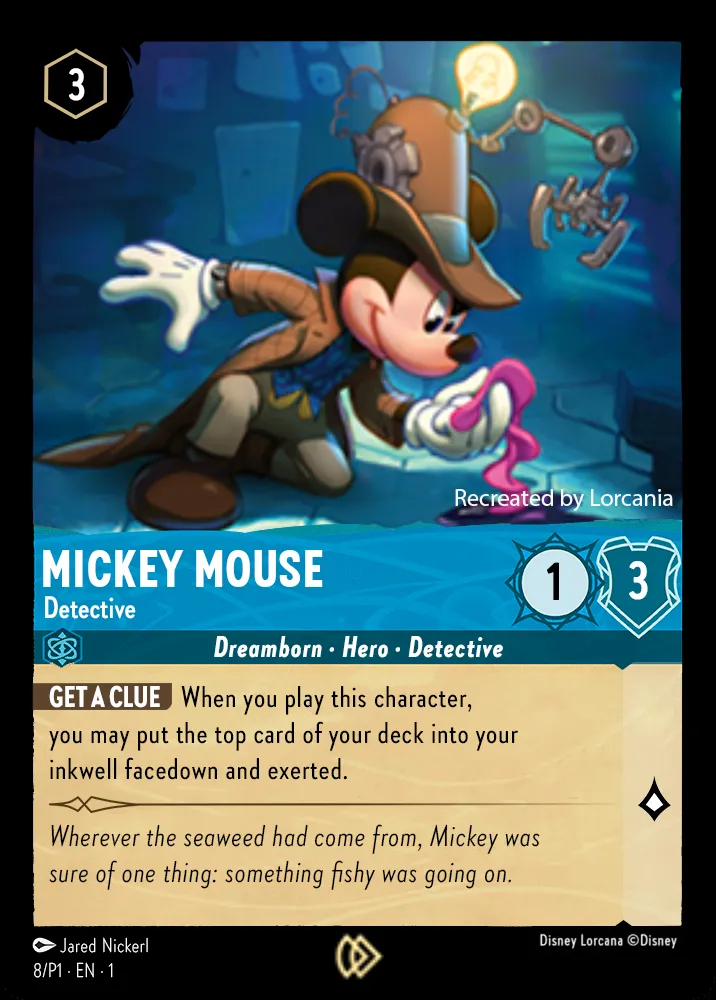 3
Recreated by Lorcania
MICKEY MOUSE
Detective
1
3
Dreamborn · Hero · Detective
GET A CLUE When you play this character,
you may put the top card of your deck into your
inkwell facedown and exerted.
Wherever the seaweed had come from, Mickey was
sure of one thing: something fishy was going on.
Jared Nickerl
Disney Lorcana ©Disney
8/P1 · EN · 1